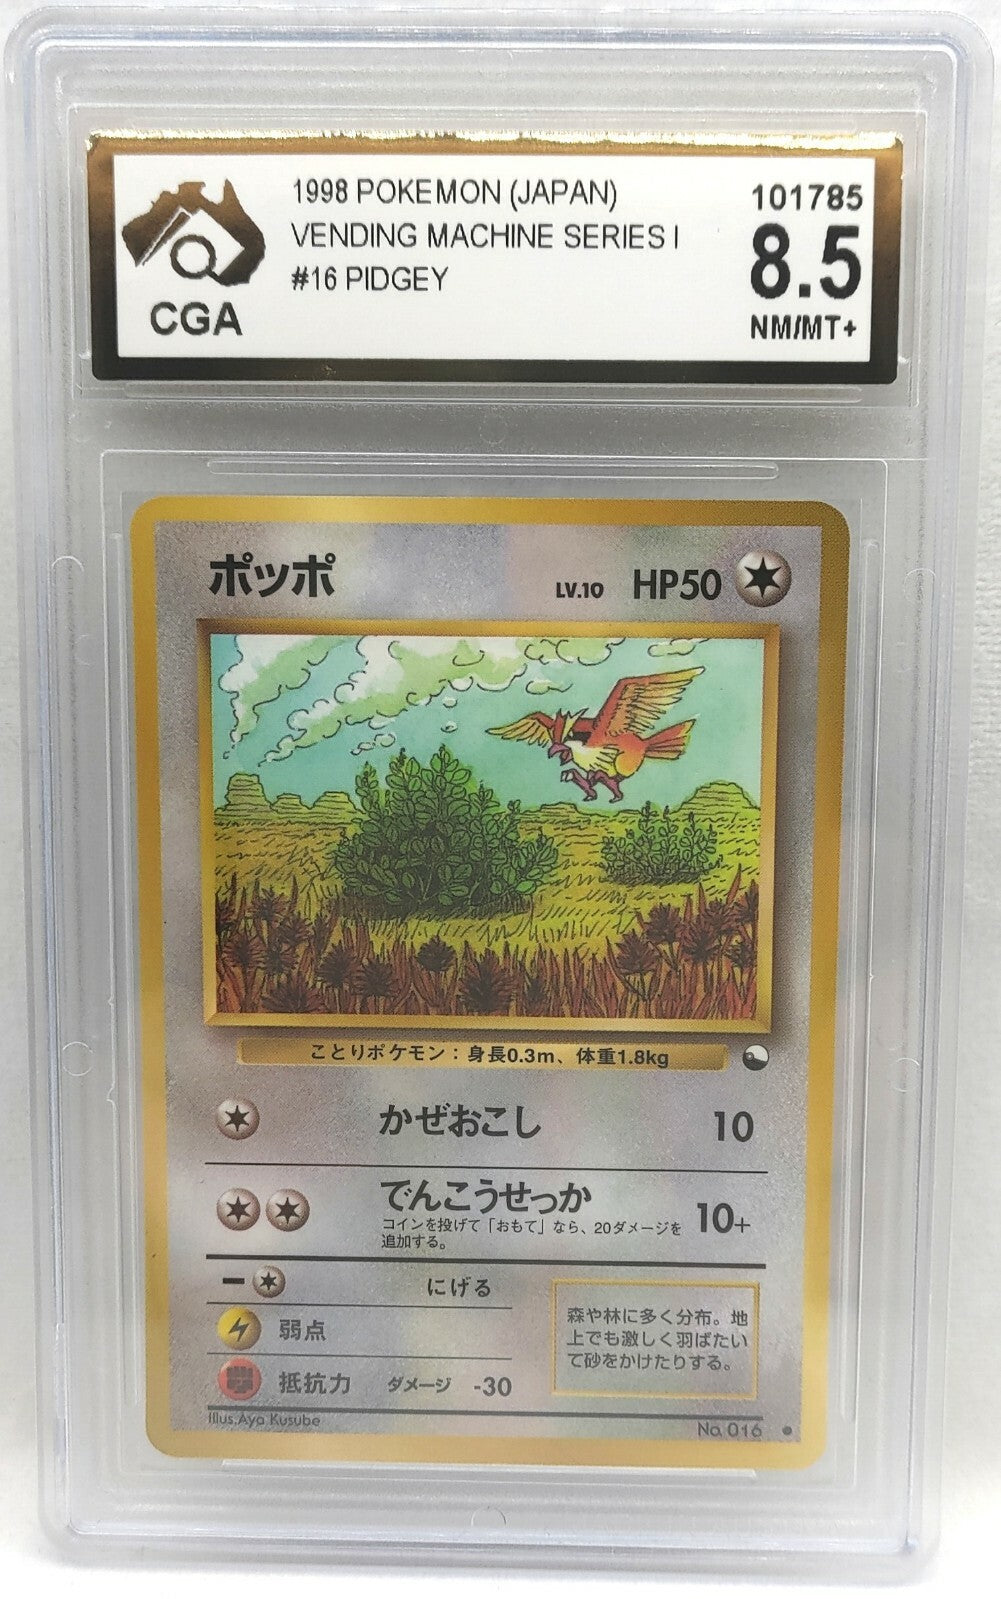 1998 POKEMON (JAPAN)
VENDING MACHINE SERIES I
#16 PIDGEY
CGA
101785
8.5
NM/MT+
ポッポ LV.10 HP50
ことりポケモン：身長0.3m、体重1.8kg
かぜおこし 10
でんこうせっか 10+
コインを投げて「おもて」なら、20ダメージを
追加する。
− にげる
弱点
抵抗力 ダメージ -30
森や林に多く分布。地
上でも激しく羽ばたい
て砂をかけたりする。
Illus.Aya Kusube
No. 016 ●